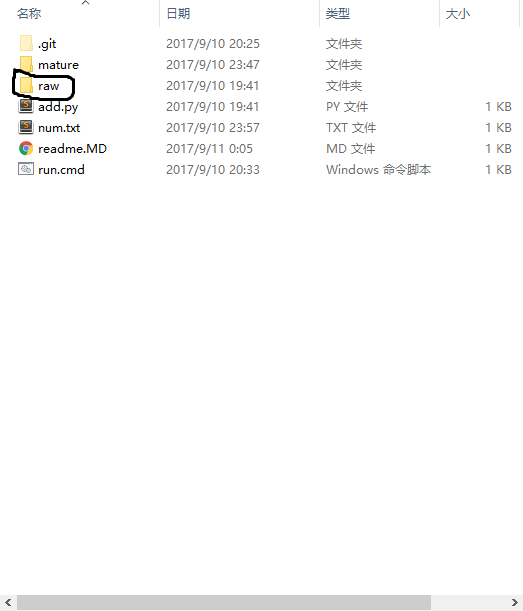 名称 日期 类型 大小
.git 2017/9/10 20:25 文件夹
mature 2017/9/10 23:47 文件夹
raw 2017/9/10 19:41 文件夹
add.py 2017/9/10 19:41 PY 文件 1 KB
num.txt 2017/9/10 23:57 TXT 文件 1 KB
readme.MD 2017/9/11 0:05 MD 文件 1 KB
run.cmd 2017/9/10 20:33 Windows 命令脚本 1 KB